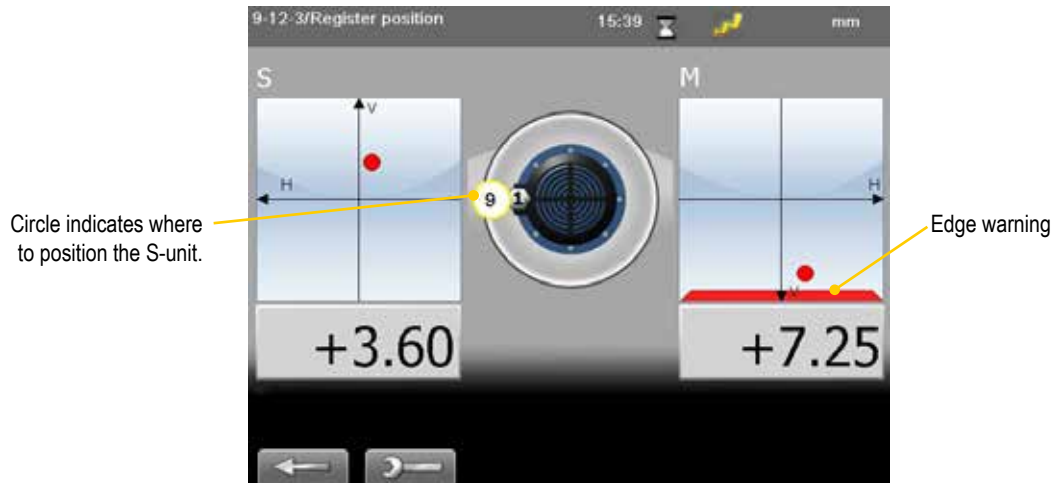 9-12-3/Register position 15:39 mm
S
M
V
H
H
V
9 1
Circle indicates where
to position the S-unit.
Edge warning
+3.60
+7.25